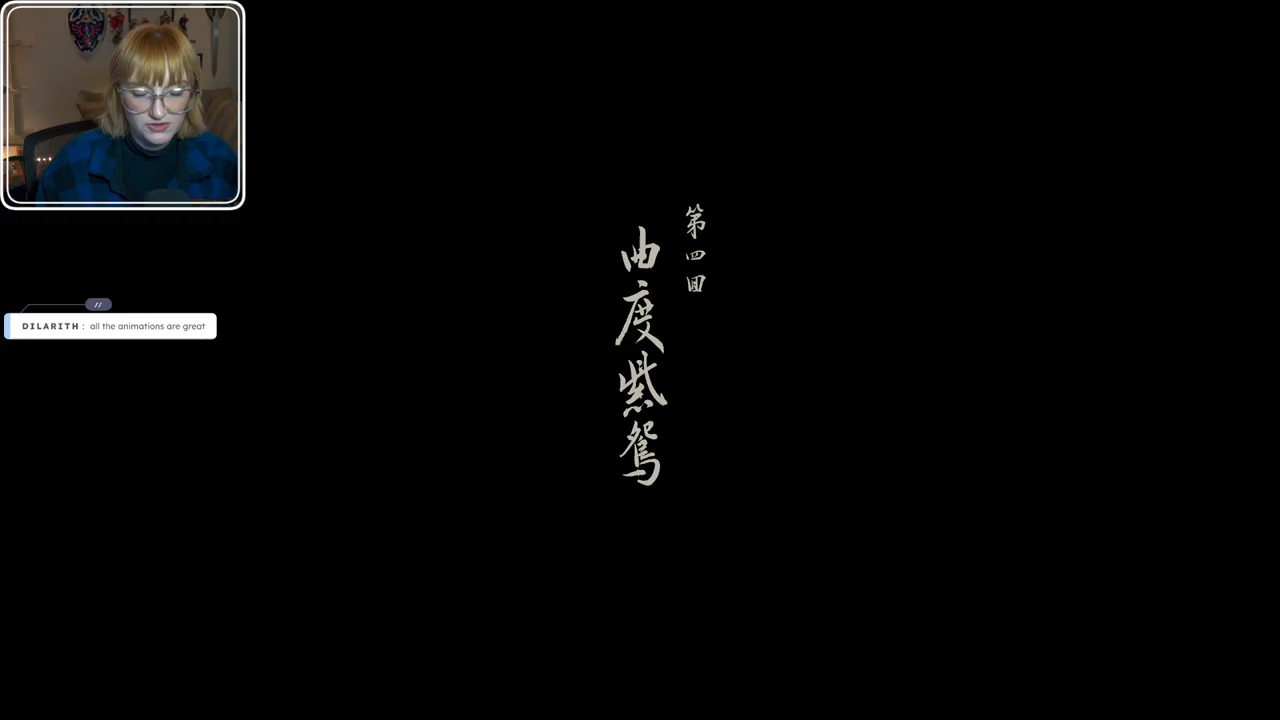 第四回
曲度紫鴛
DILARITH : all the animations are great